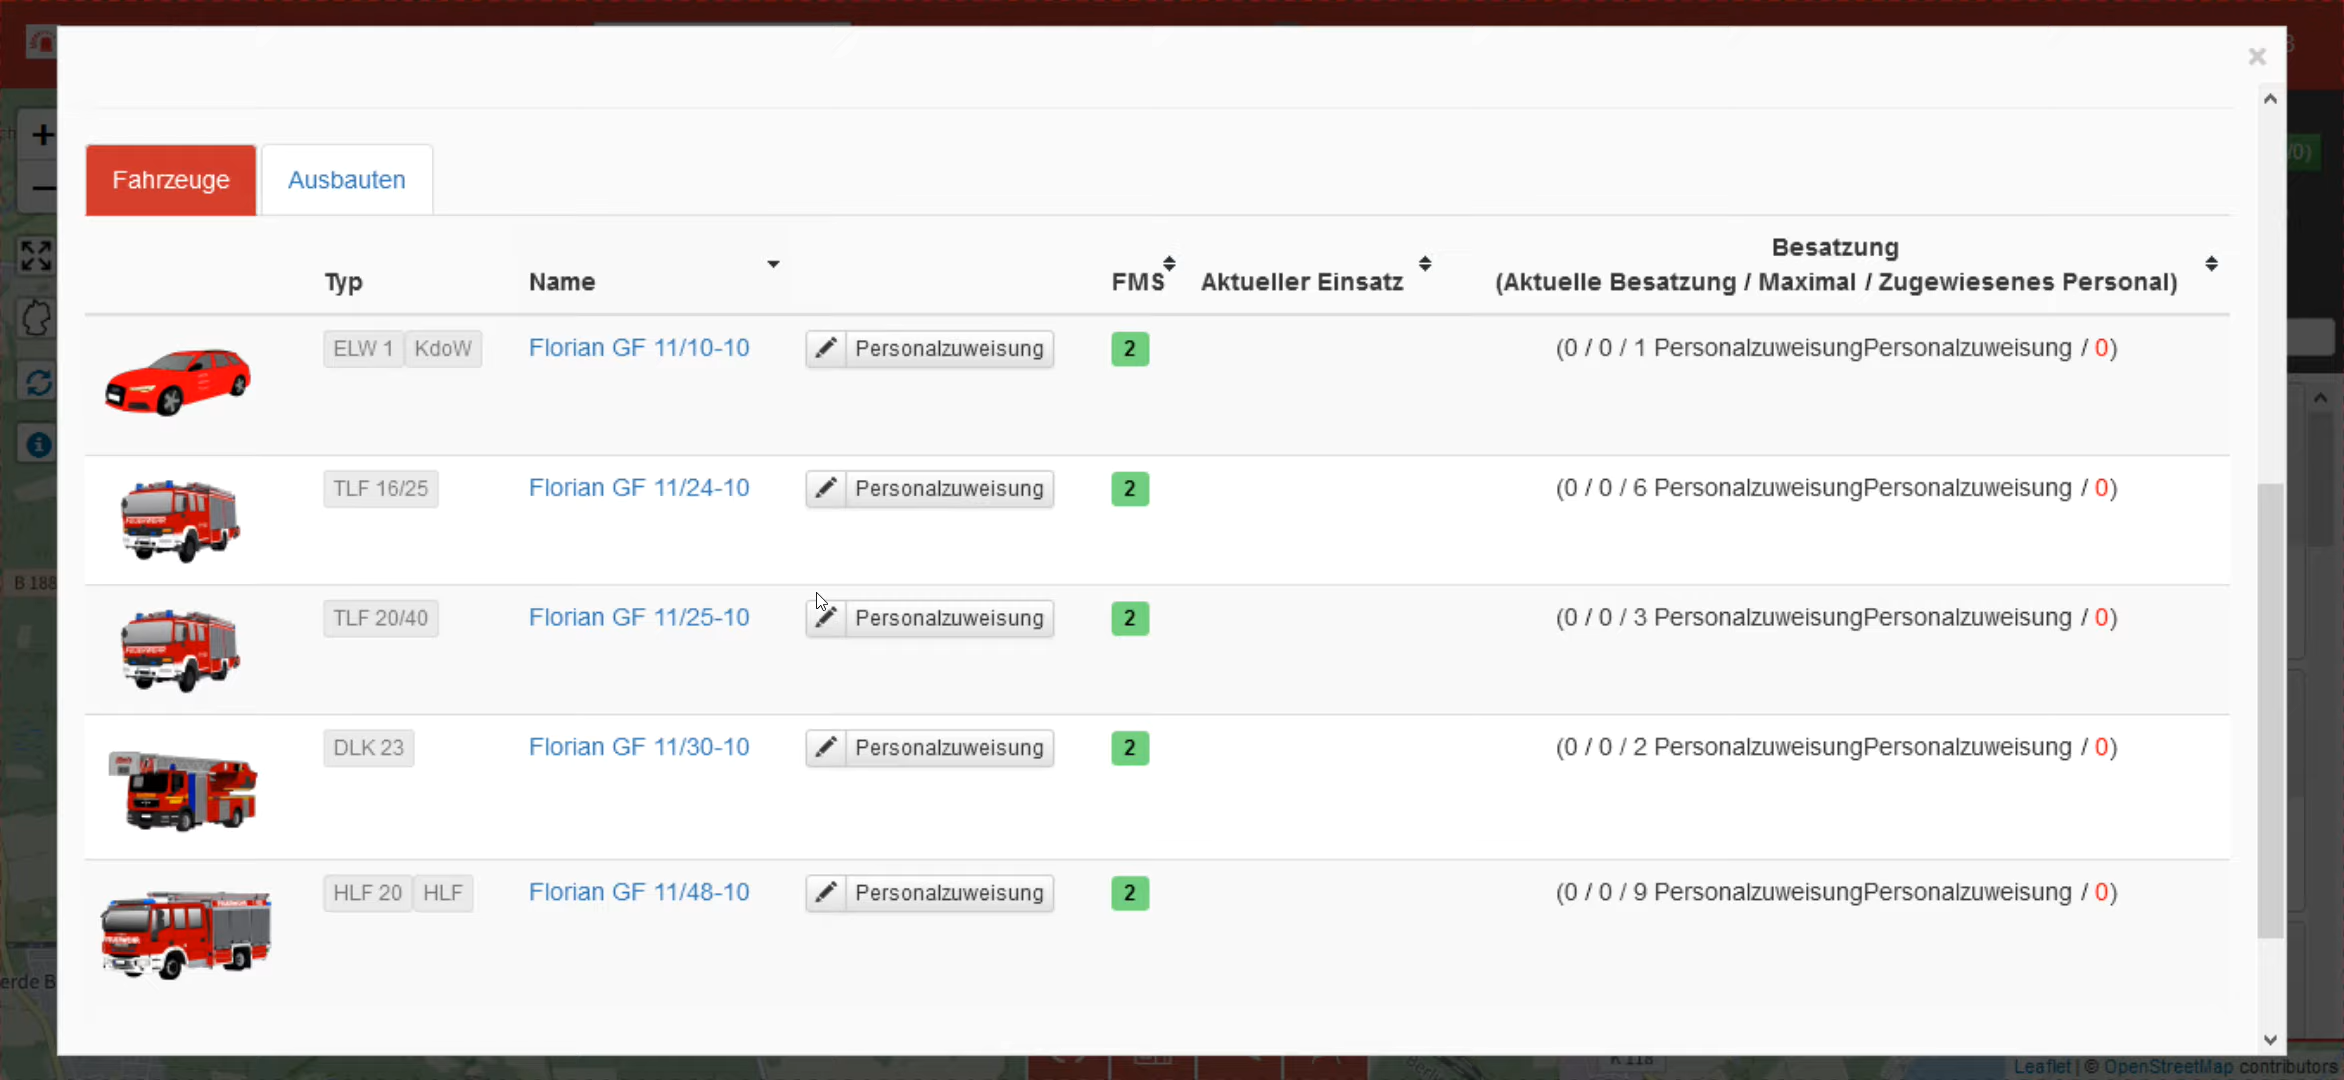 ×
+
−
/0)
Fahrzeuge Ausbauten
Besatzung
Typ Name FMS Aktueller Einsatz (Aktuelle Besatzung / Maximal / Zugewiesenes Personal)
ELW 1 KdoW Florian GF 11/10-10 Personalzuweisung 2 (0 / 0 / 1 PersonalzuweisungPersonalzuweisung / 0)
TLF 16/25 Florian GF 11/24-10 Personalzuweisung 2 (0 / 0 / 6 PersonalzuweisungPersonalzuweisung / 0)
B 188
TLF 20/40 Florian GF 11/25-10 Personalzuweisung 2 (0 / 0 / 3 PersonalzuweisungPersonalzuweisung / 0)
DLK 23 Florian GF 11/30-10 Personalzuweisung 2 (0 / 0 / 2 PersonalzuweisungPersonalzuweisung / 0)
HLF 20 HLF Florian GF 11/48-10 Personalzuweisung 2 (0 / 0 / 9 PersonalzuweisungPersonalzuweisung / 0)
erde B
Leaflet | © OpenStreetMap contributors